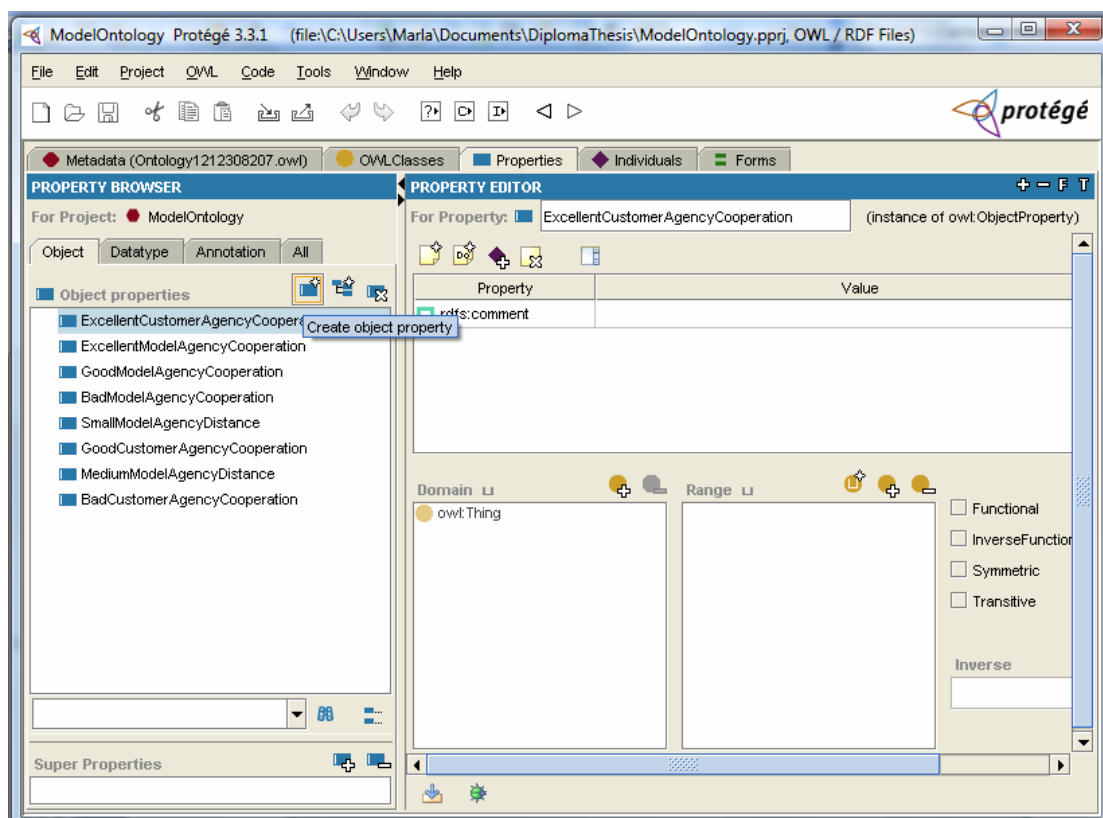 ModelOntology Protégé 3.3.1 (file:\C:\Users\Marla\Documents\DiplomaThesis\ModelOntology.pprj, OWL / RDF Files)
File Edit Project OWL Code Tools Window Help
protégé
Metadata (Ontology1212308207.owl) OWLClasses Properties Individuals Forms
PROPERTY BROWSER
For Project: ModelOntology
Object Datatype Annotation All
Object properties
ExcellentCustomerAgencyCooper
Create object property
ExcellentModelAgencyCooperation
GoodModelAgencyCooperation
BadModelAgencyCooperation
SmallModelAgencyDistance
GoodCustomerAgencyCooperation
MediumModelAgencyDistance
BadCustomerAgencyCooperation
Super Properties
PROPERTY EDITOR
F T
For Property: ExcellentCustomerAgencyCooperation (instance of owl:ObjectProperty)
Property Value
rdfs:comment
Domain ⊔ Range ⊔
owl:Thing
Functional
InverseFunction
Symmetric
Transitive
Inverse